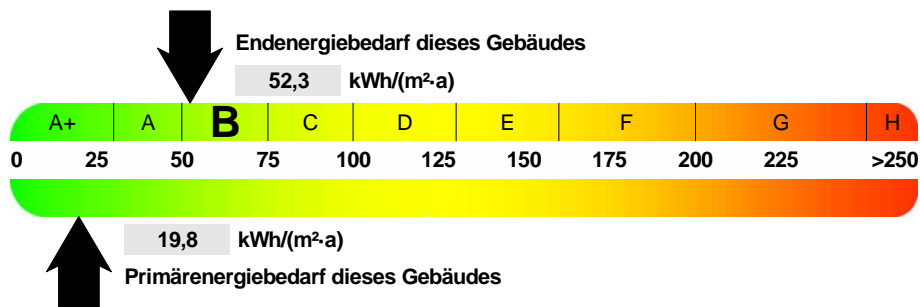 Endenergiebedarf dieses Gebäudes
52,3 kWh/(m²·a)
A+ A B C D E F G H
0 25 50 75 100 125 150 175 200 225 >250
19,8 kWh/(m²·a)
Primärenergiebedarf dieses Gebäudes